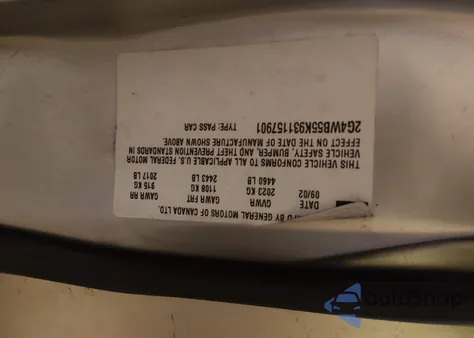 BY GENERAL MOTORS OF CANADA LTD.
DATE GVWR GAWR FRT GAWR RR
09/02 2023 KG 1108 KG 915 KG
4460 LB 2443 LB 2017 LB
THIS VEHICLE CONFORMS TO ALL APPLICABLE U.S. FEDERAL MOTOR
VEHICLE SAFETY, BUMPER, AND THEFT PREVENTION STANDARDS IN
EFFECT ON THE DATE OF MANUFACTURE SHOWN ABOVE.
2G4WB55K931157901 TYPE: PASS CAR
AutoSnap